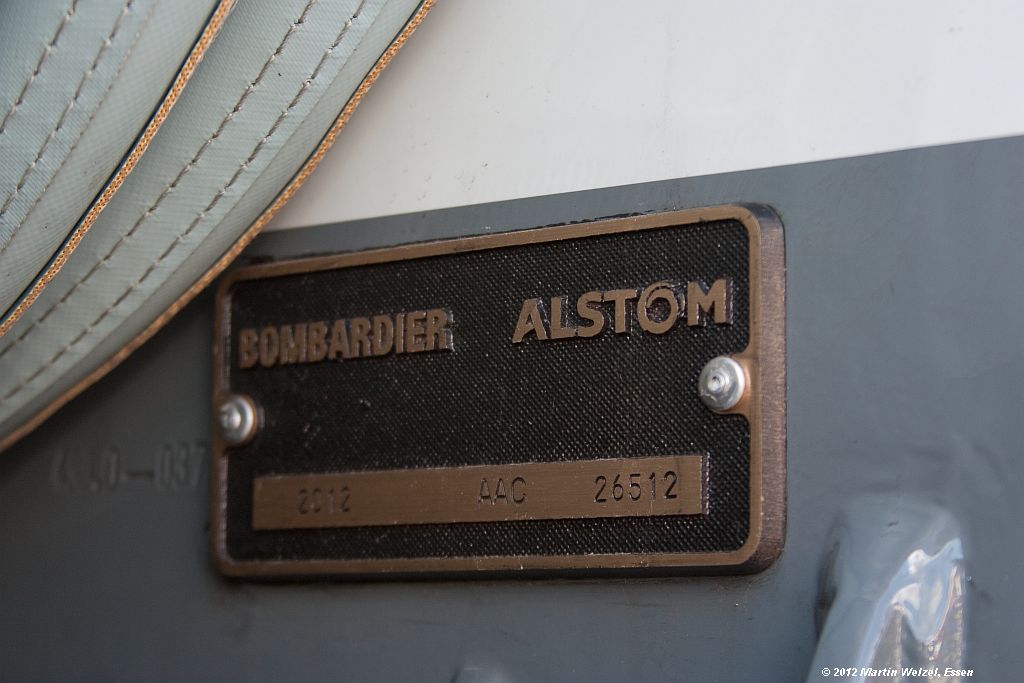 BOMBARDIER ALSTOM
2012 AAC 26512
© 2012 Martin Welzel, Essen